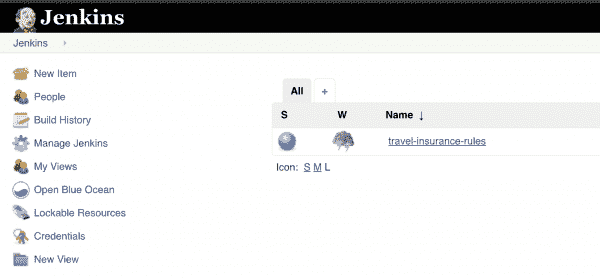 Jenkins
Jenkins
New Item
People
Build History
Manage Jenkins
My Views
Open Blue Ocean
Lockable Resources
Credentials
New View
All +
S W Name ↓
travel-insurance-rules
Icon: S M L